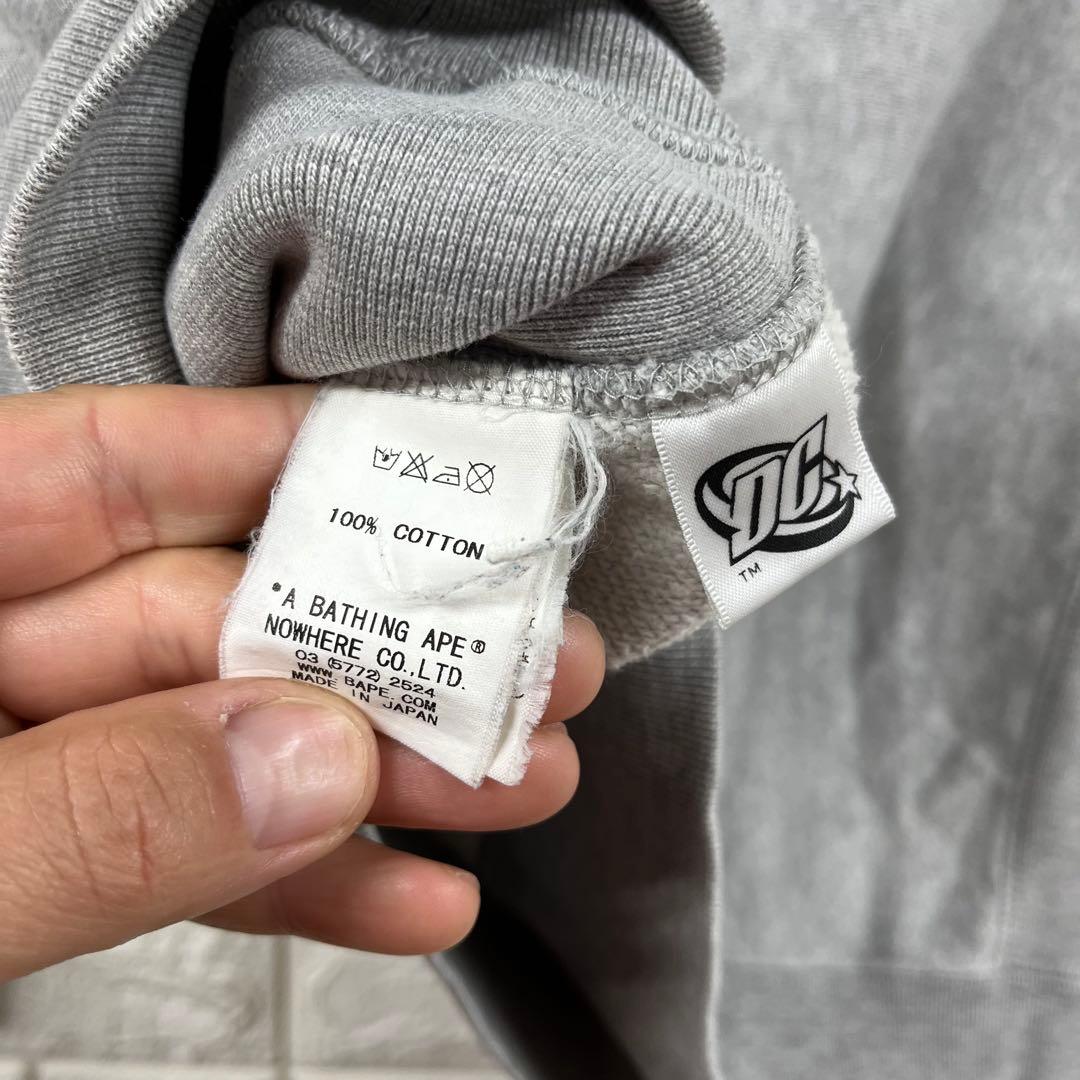 100% COTTON
*A BATHING APE®
NOWHERE CO.,LTD.
03 (5772) 2524
WWW.BAPE.COM
MADE IN JAPAN
DC
TM